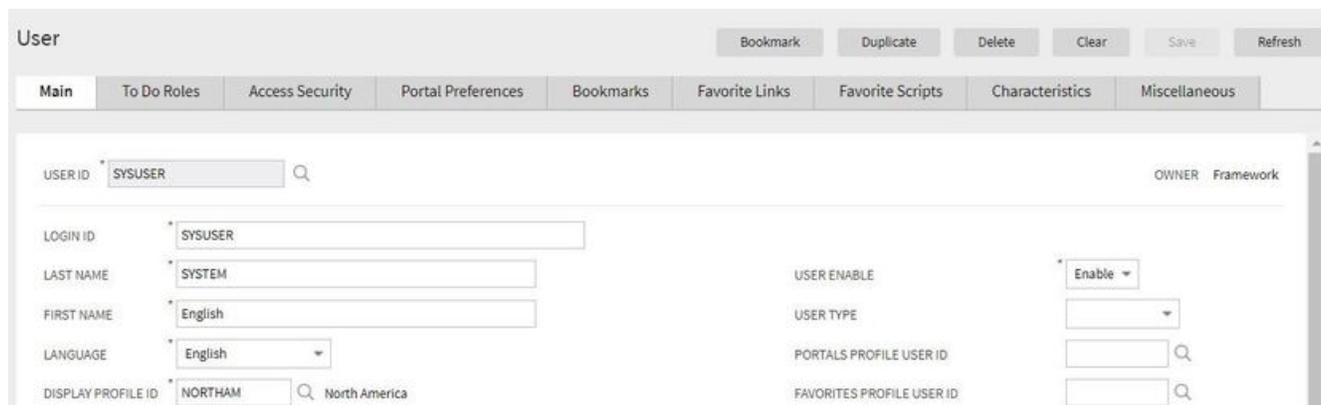 User Bookmark Duplicate Delete Clear Save Refresh
Main To Do Roles Access Security Portal Preferences Bookmarks Favorite Links Favorite Scripts Characteristics Miscellaneous
USER ID * SYSUSER OWNER Framework
LOGIN ID * SYSUSER
LAST NAME * SYSTEM USER ENABLE * Enable
FIRST NAME * English USER TYPE
LANGUAGE * English PORTALS PROFILE USER ID
DISPLAY PROFILE ID * NORTHAM North America FAVORITES PROFILE USER ID